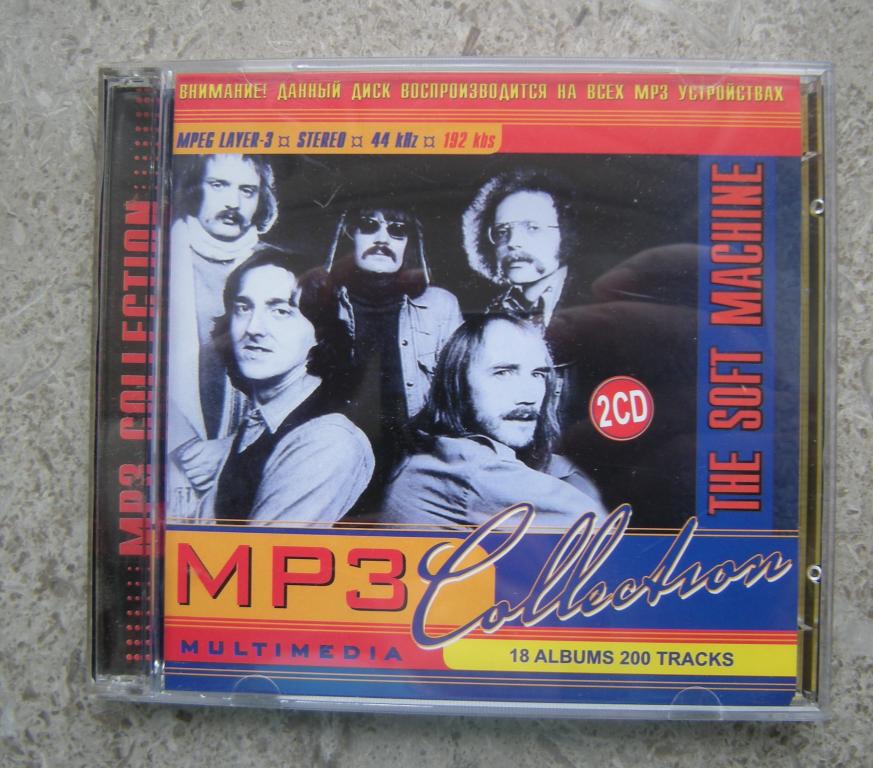 ВНИМАНИЕ! ДАННЫЙ ДИСК ВОСПРОИЗВОДИТСЯ НА ВСЕХ MP3 УСТРОЙСТВАХ
MPEG LAYER-3 ¤ STEREO ¤ 44 kHz ¤ 192 kbs
MP3 COLLECTION
THE SOFT MACHINE
2CD
MP3 Collection
MULTIMEDIA
18 ALBUMS 200 TRACKS